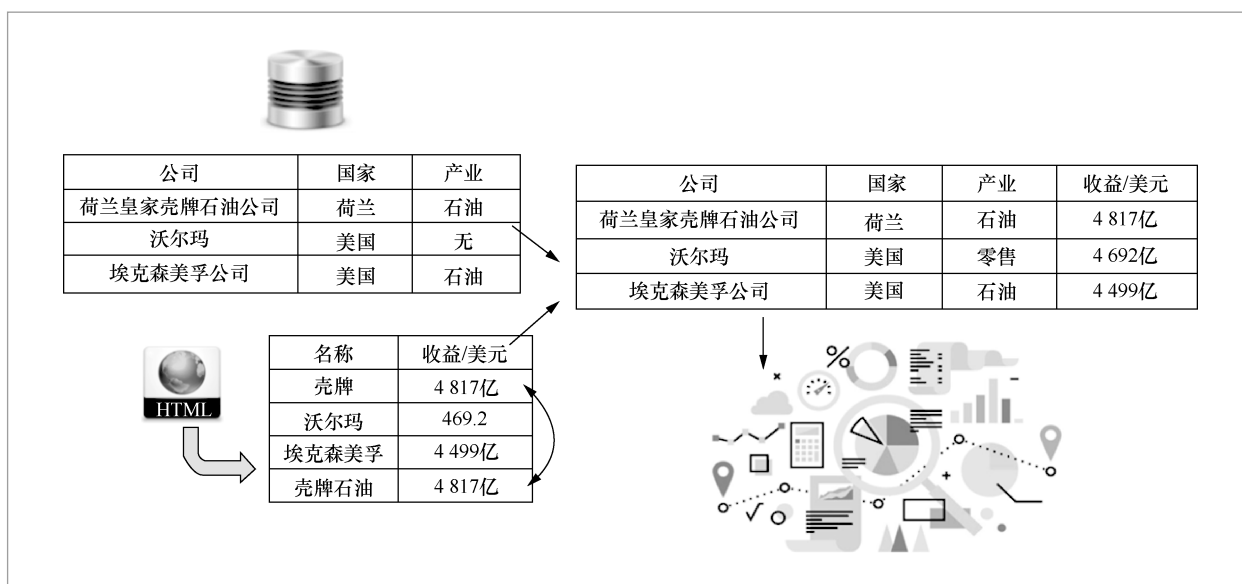 公司 国家 产业
荷兰皇家壳牌石油公司 荷兰 石油
沃尔玛 美国 无
埃克森美孚公司 美国 石油
公司 国家 产业 收益/美元
荷兰皇家壳牌石油公司 荷兰 石油 4 817亿
沃尔玛 美国 零售 4 692亿
埃克森美孚公司 美国 石油 4 499亿
HTML
名称 收益/美元
壳牌 4 817亿
沃尔玛 469.2
埃克森美孚 4 499亿
壳牌石油 4 817亿
%